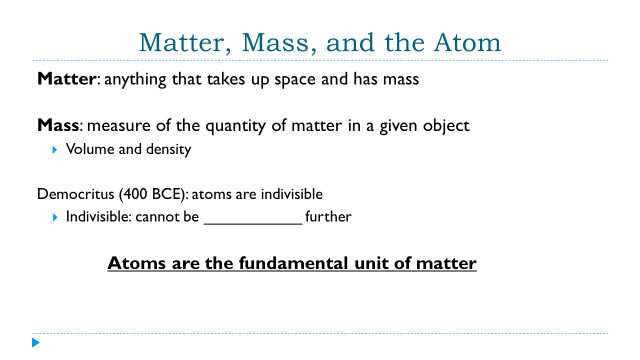 Matter, Mass, and the Atom
Matter: anything that takes up space and has mass
Mass: measure of the quantity of matter in a given object
Volume and density
Democritus (400 BCE): atoms are indivisible
Indivisible: cannot be ____________ further
Atoms are the fundamental unit of matter